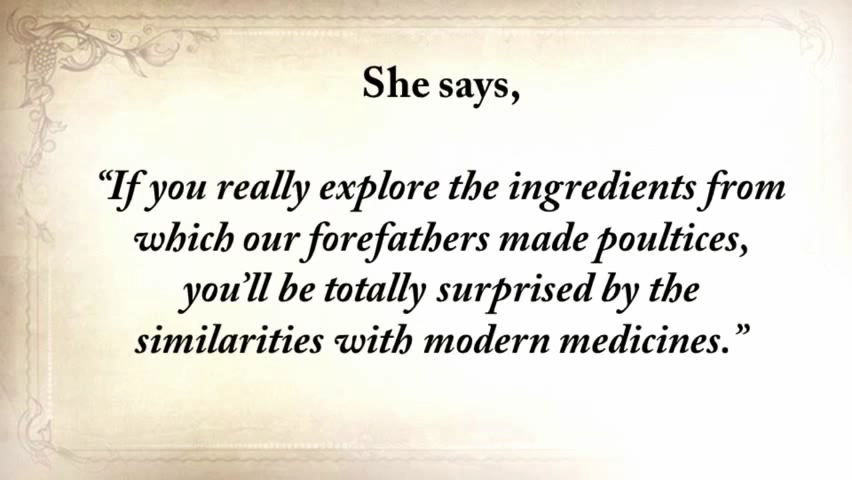 She says,
“If you really explore the ingredients from
which our forefathers made poultices,
you’ll be totally surprised by the
similarities with modern medicines.”